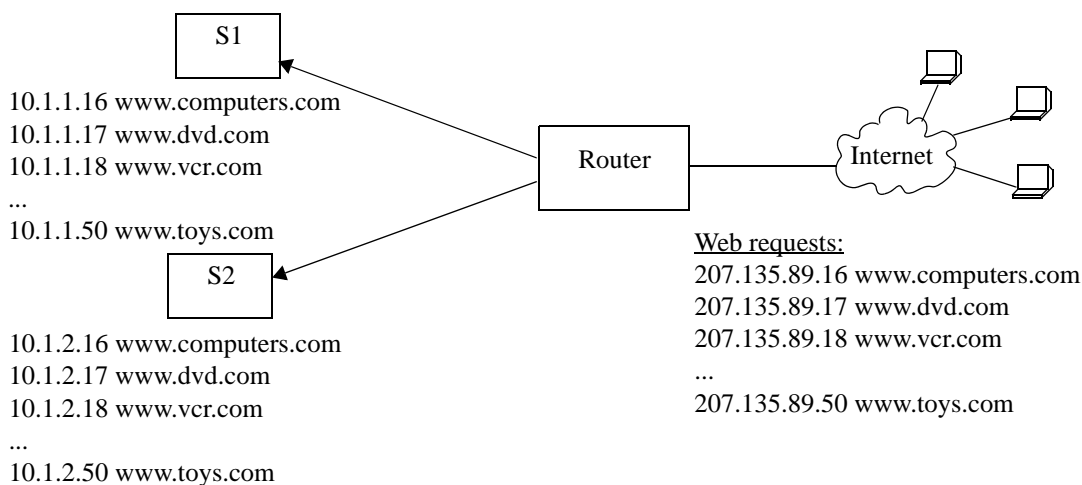 S1
10.1.1.16 www.computers.com
10.1.1.17 www.dvd.com
10.1.1.18 www.vcr.com
...
10.1.1.50 www.toys.com
S2
10.1.2.16 www.computers.com
10.1.2.17 www.dvd.com
10.1.2.18 www.vcr.com
...
10.1.2.50 www.toys.com
Router
Internet
Web requests:
207.135.89.16 www.computers.com
207.135.89.17 www.dvd.com
207.135.89.18 www.vcr.com
...
207.135.89.50 www.toys.com